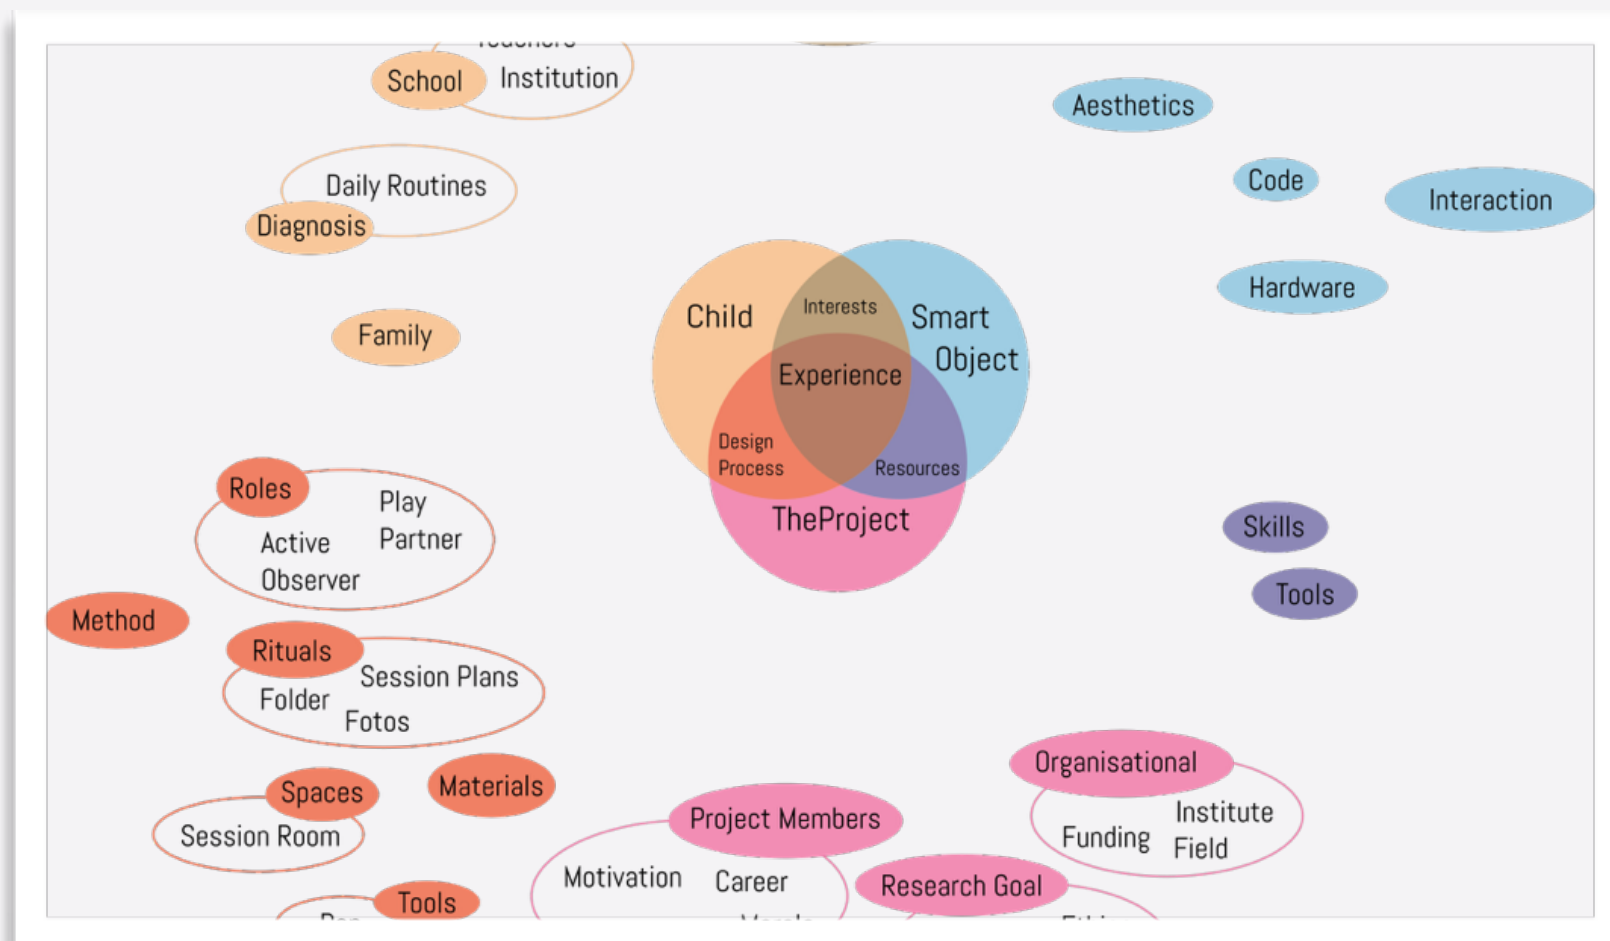 School
Institution
Aesthetics
Daily Routines
Diagnosis
Code
Interaction
Hardware
Family
Child
Interests
Smart
Object
Experience
Design
Process
Resources
TheProject
Roles
Play
Partner
Active
Observer
Skills
Tools
Method
Rituals
Session Plans
Folder
Fotos
Materials
Spaces
Session Room
Tools
Project Members
Motivation
Career
Organisational
Institute
Funding
Field
Research Goal